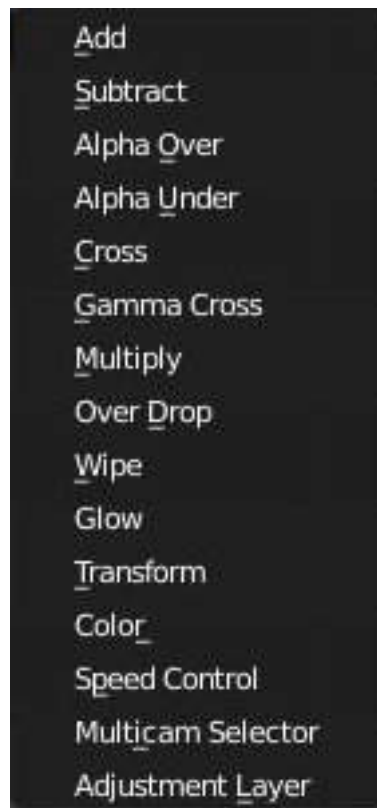 Add
Subtract
Alpha Over
Alpha Under
Cross
Gamma Cross
Multiply
Over Drop
Wipe
Glow
Transform
Color
Speed Control
Multicam Selector
Adjustment Layer